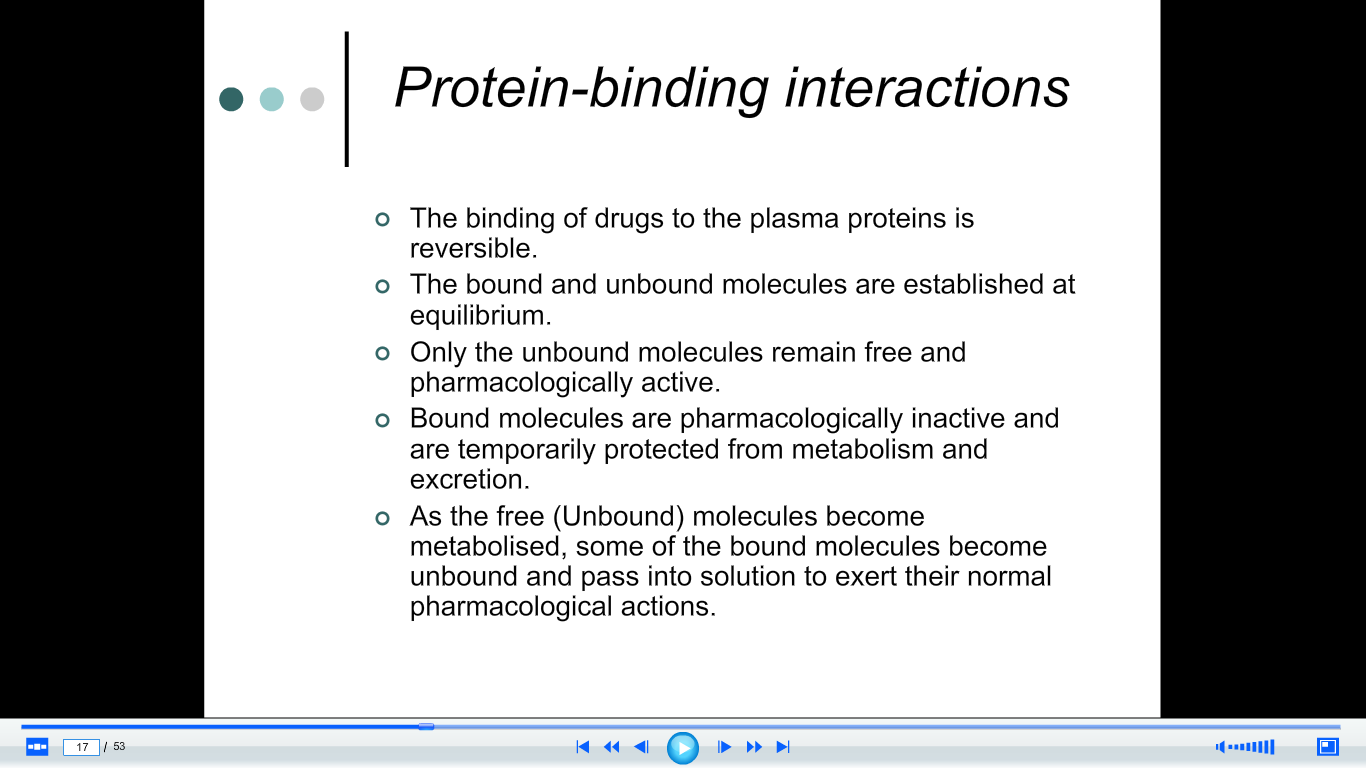 Protein-binding interactions
The binding of drugs to the plasma proteins is
reversible.
The bound and unbound molecules are established at
equilibrium.
Only the unbound molecules remain free and
pharmacologically active.
Bound molecules are pharmacologically inactive and
are temporarily protected from metabolism and
excretion.
As the free (Unbound) molecules become
metabolised, some of the bound molecules become
unbound and pass into solution to exert their normal
pharmacological actions.
17 / 53